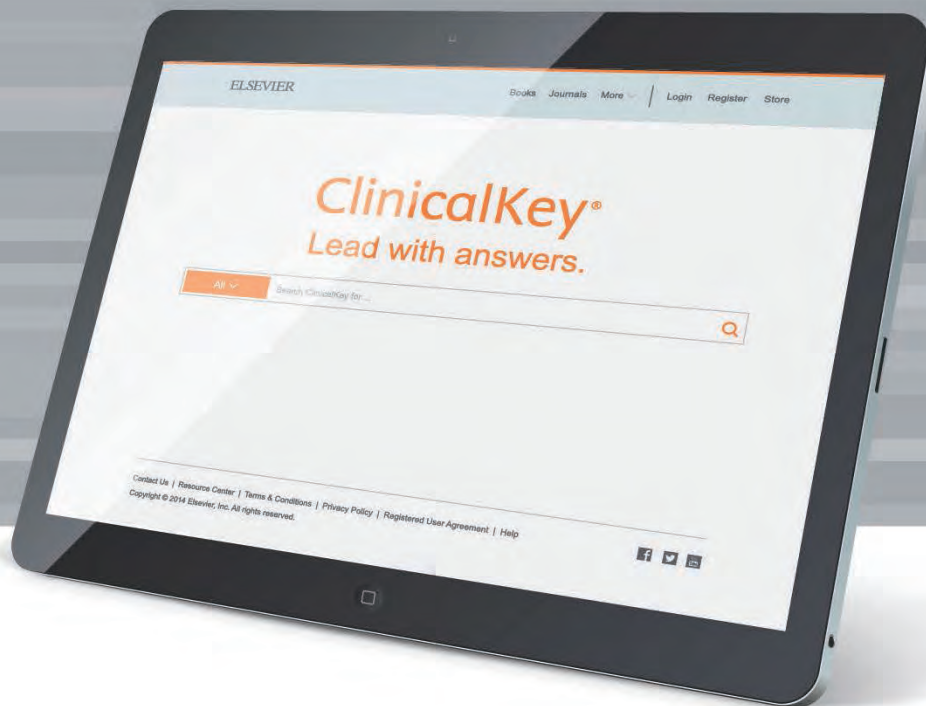 ELSEVIER
Books Journals More Login Register Store
ClinicalKey®
Lead with answers.
All Search ClinicalKey for ...
Contact Us | Resource Center | Terms & Conditions | Privacy Policy | Registered User Agreement | Help
Copyright © 2014 Elsevier, Inc. All rights reserved.